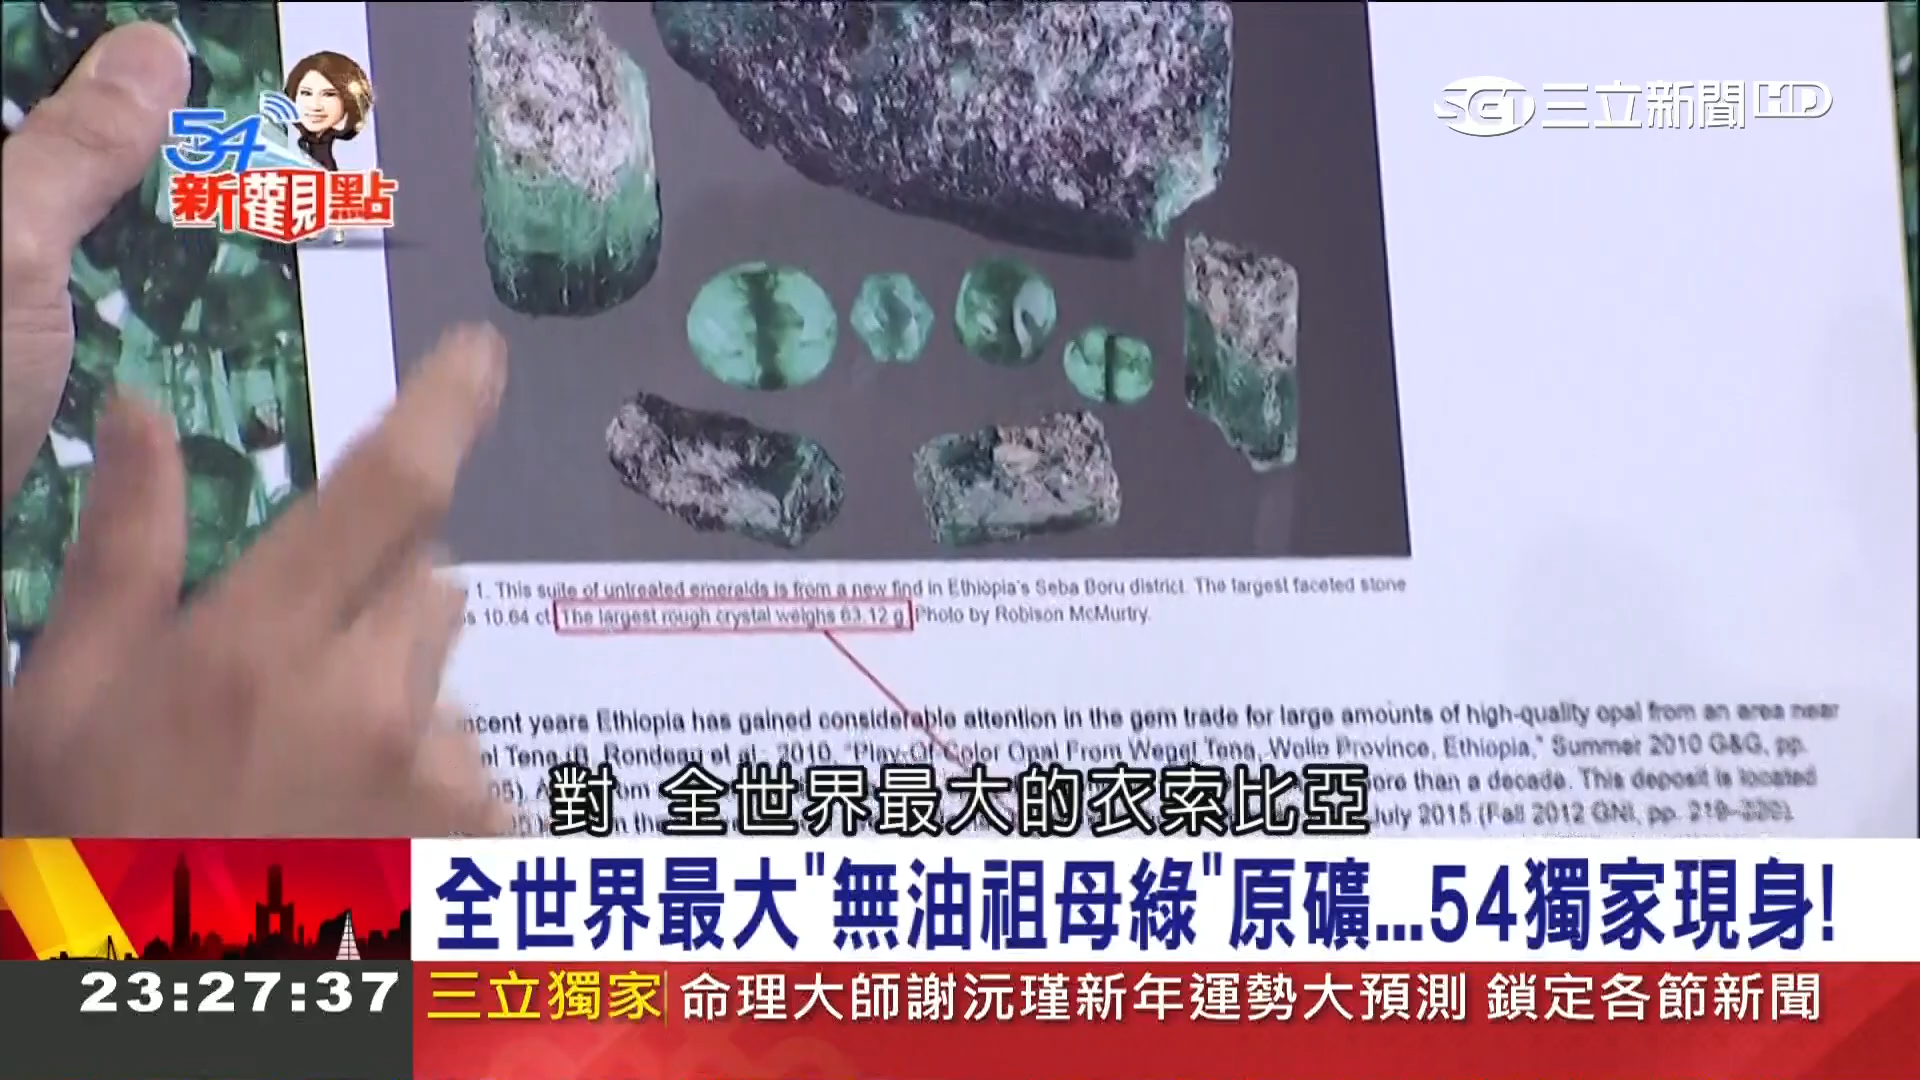 54
新觀點
SET三立新聞HD
1. This suite of untreated emeralds is from a new find in Ethiopia's Seba Boru district. The largest faceted stone
10.64 ct. The largest rough crystal weighs 63.12 g. Photo by Robison McMurtry.
years Ethiopia has gained considerable attention in the gem trade for large amounts of high-quality opal from an area near
Tena (B. Rondeau et al., 2010, "Play-Of-Color Opal From Wegel Tena, Wollo Province, Ethiopia," Summer 2010 G&G, pp.
more than a decade. This deposit is located
July 2015 (Fall 2012 GNI, pp. 219–220).
對 全世界最大的衣索比亞
全世界最大"無油祖母綠"原礦...54獨家現身!
23:27:37
三立獨家 命理大師謝沅瑾新年運勢大預測 鎖定各節新聞